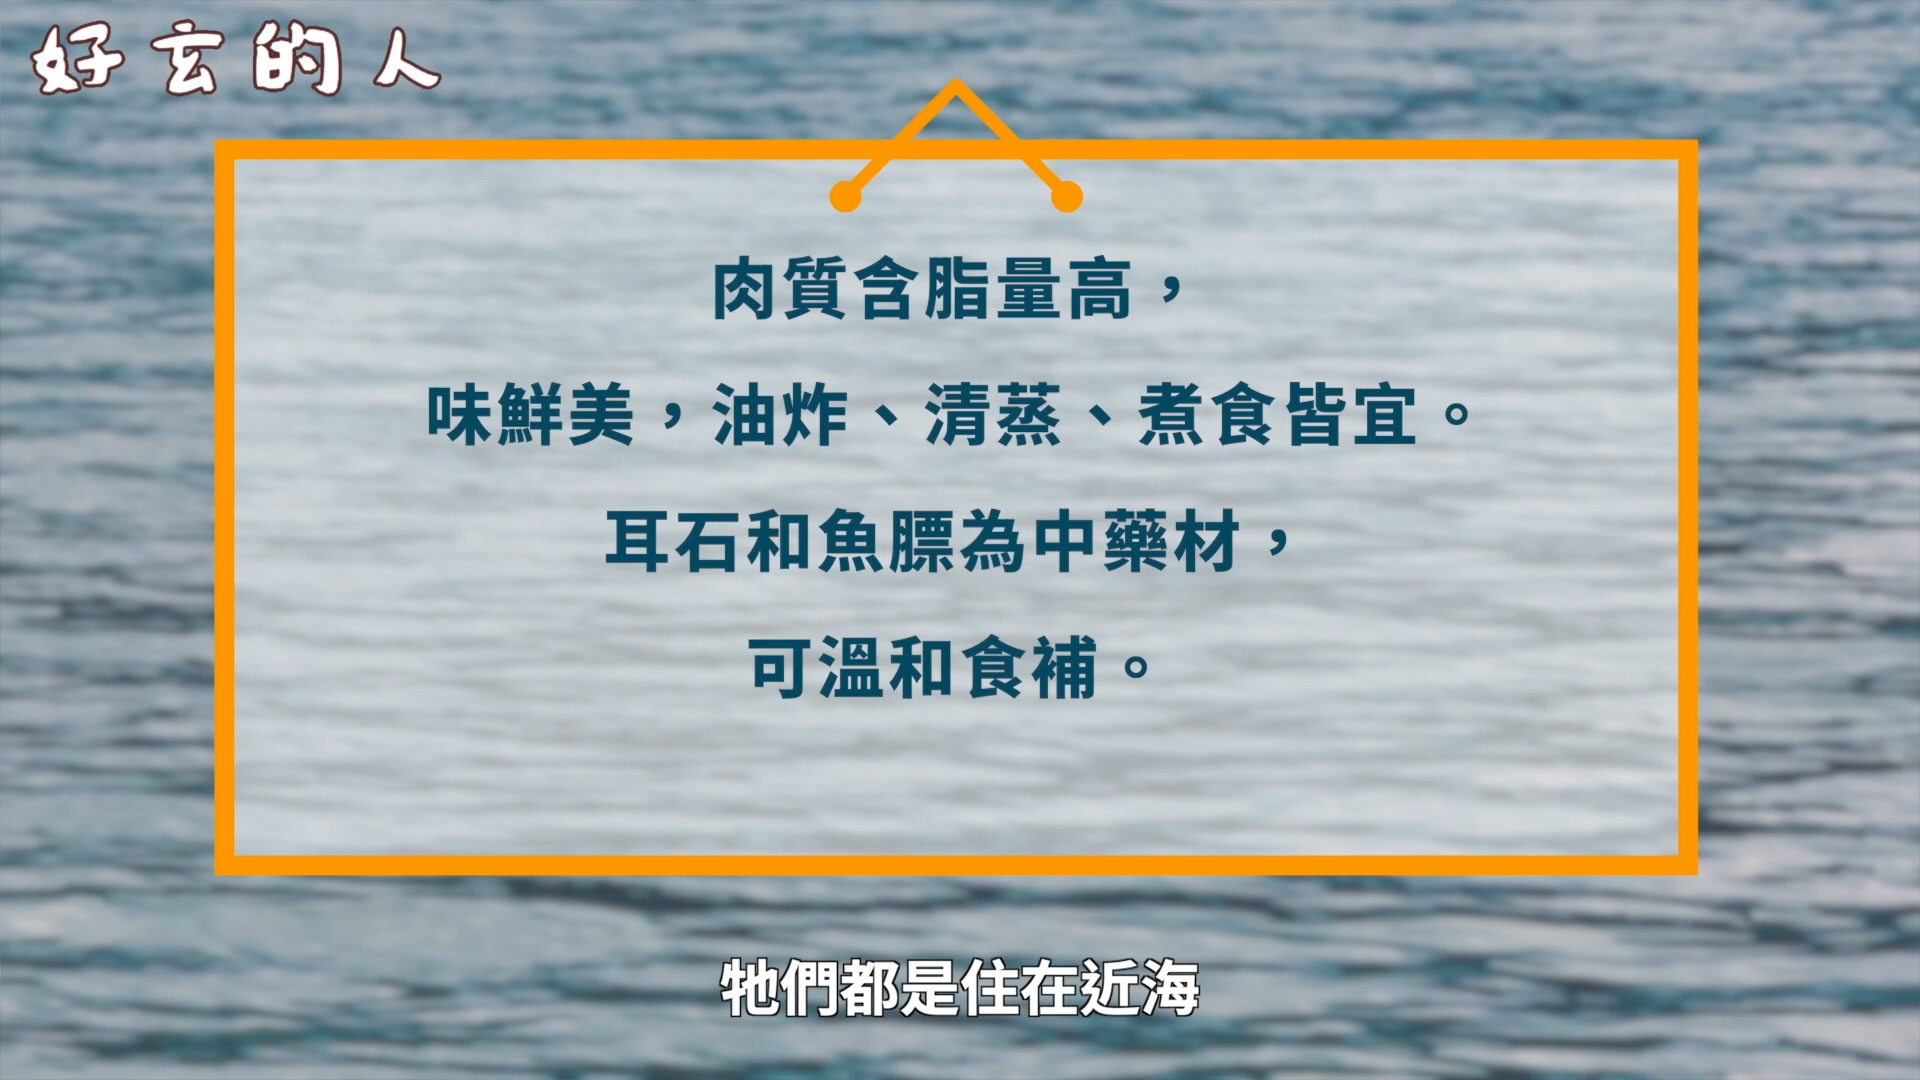 好玄的人
肉質含脂量高，
味鮮美，油炸、清蒸、煮食皆宜。
耳石和魚膘為中藥材，
可溫和食補。
牠們都是住在近海